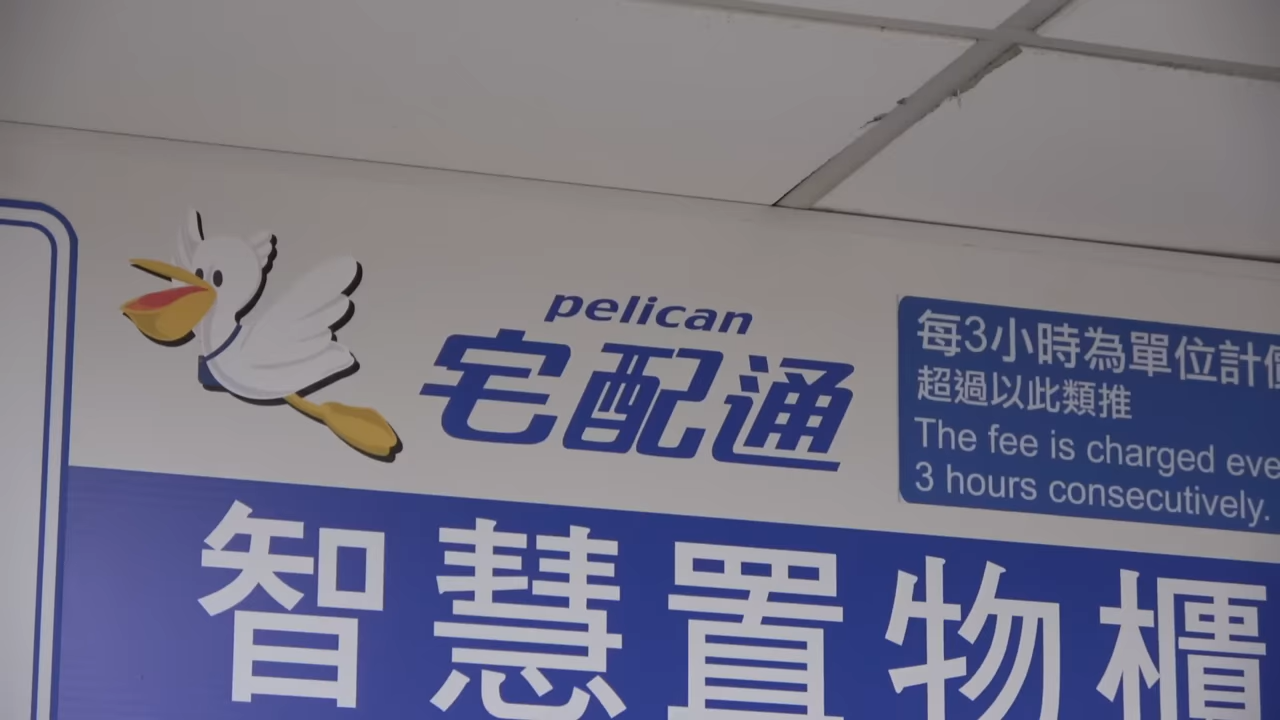 pelican
宅配通
每3小時為單位計價
超過以此類推
The fee is charged eve
3 hours consecutively.
智慧置物櫃